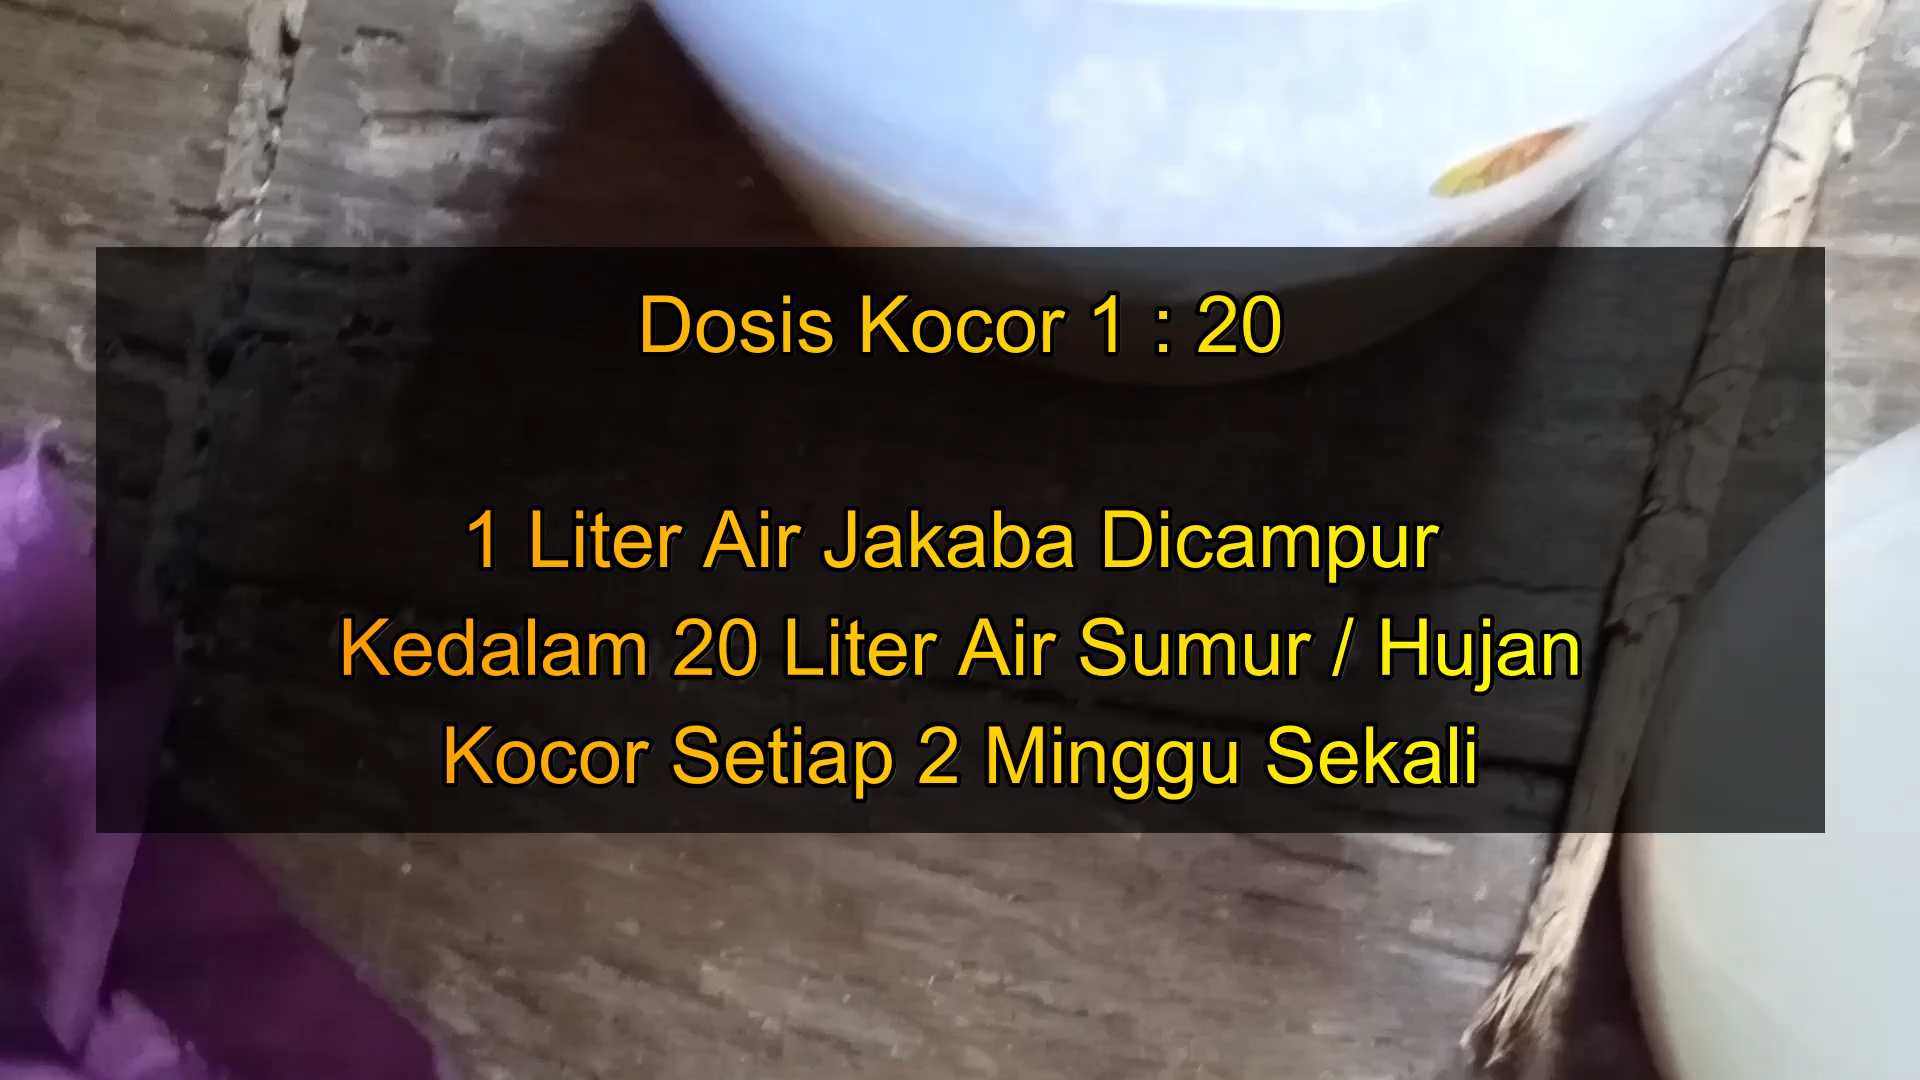 Dosis Kocor 1 : 20
1 Liter Air Jakaba Dicampur
Kedalam 20 Liter Air Sumur / Hujan
Kocor Setiap 2 Minggu Sekali